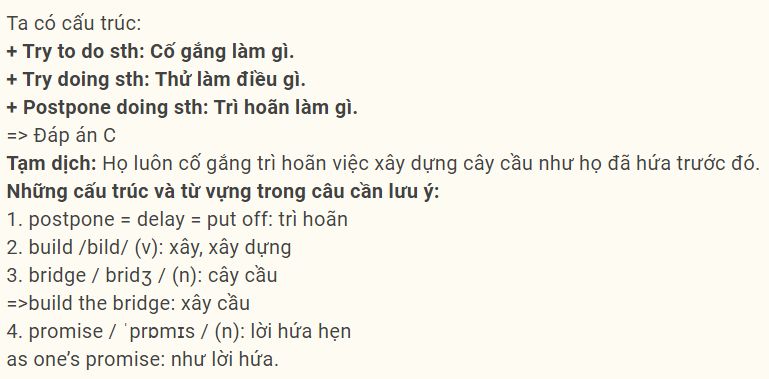 Ta có cấu trúc:
+ Try to do sth: Cố gắng làm gì.
+ Try doing sth: Thử làm điều gì.
+ Postpone doing sth: Trì hoãn làm gì.
=> Đáp án C
Tạm dịch: Họ luôn cố gắng trì hoãn việc xây dựng cây cầu như họ đã hứa trước đó.
Những cấu trúc và từ vựng trong câu cần lưu ý:
1. postpone = delay = put off: trì hoãn
2. build /bild/ (v): xây, xây dựng
3. bridge / bridʒ / (n): cây cầu
=>build the bridge: xây cầu
4. promise / ˈprɒmɪs / (n): lời hứa hẹn
as one’s promise: như lời hứa.